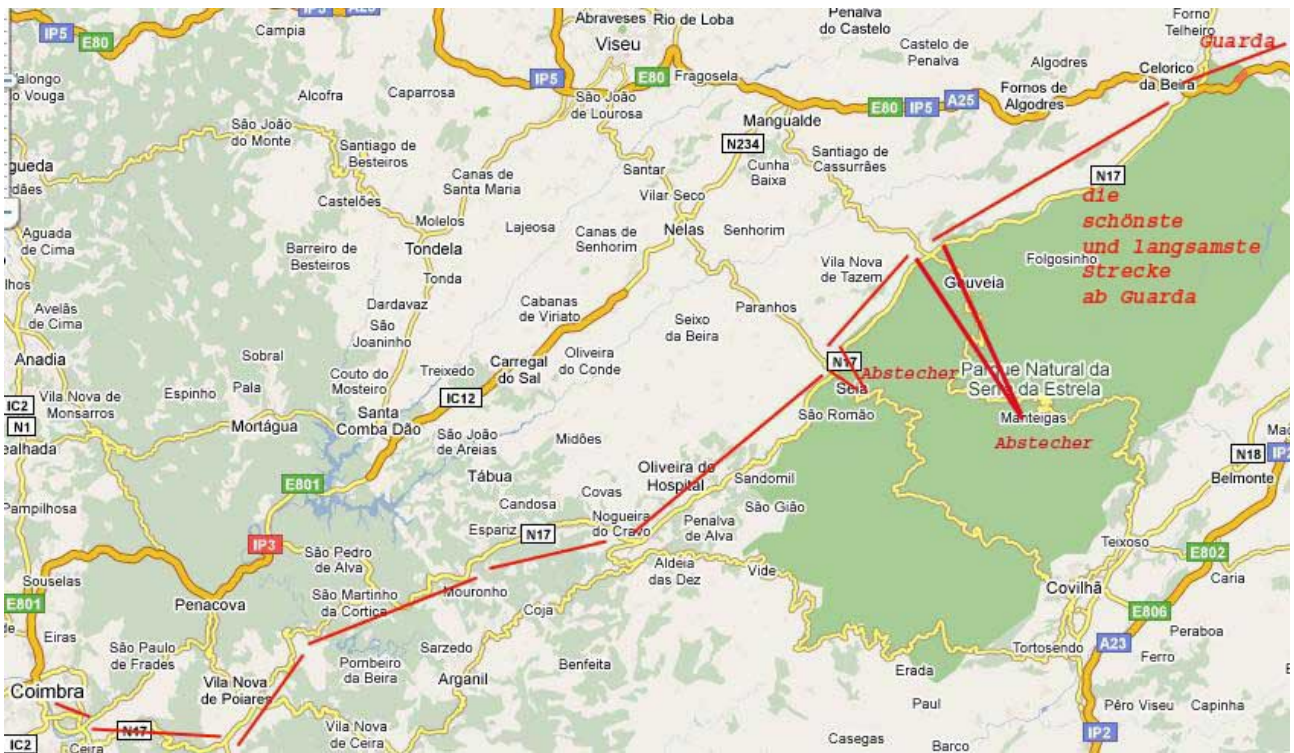 IP5
E80
A25
Campia
Abraveses
Rio de Loba
Viseu
Penalva
do Castelo
Forno
Telheiro
Guarda
Castelo de
Penalva
Algodres
Celorico
da Beira
Fornos de
Algodres
Fragosela
E80
IP5
São João
de Lourosa
E80
IP5
A25
Alcofra
Caparrosa
Mangualde
São João
do Monte
Santiago de
Besteiros
N234
Santar
Cunha
Baixa
Santiago de
Cassurrães
N17
Canas de
Santa Maria
Vilar Seco
Castelões
Molelos
Lajeosa
Canas de
Senhorim
Nelas
Senhorim
die
schönste
und langsamste
strecke
ab Guarda
Aguada
de Cima
Barreiro de
Besteiros
Tondela
Tonda
Vila Nova
de Tazem
Folgosinho
Gouveia
Avelãs
de Cima
Dardavaz
São
Joaninho
Cabanas
de Viriato
Paranhos
Seixo
da Beira
Anadia
Sobral
Couto do
Mosteiro
Treixedo
Carregal
do Sal
Oliveira
do Conde
N17
Abstecher
Parque Natural da
Serra da Estrela
Seia
Espinho
Pala
IC2
N1
Vila Nova de
Monsarros
IC12
Mortágua
Santa
Comba Dão
São Romão
Manteigas
Abstecher
São João
de Areias
Midões
N18
IP2
Belmonte
Tábua
Oliveira do
Hospital
Sandomil
E801
Pampilhosa
Candosa
Covas
São Gião
Espariz
N17
Nogueira
do Cravo
Penalva
de Alva
IP3
São Pedro
de Alva
Teixoso
E802
Souselas
Aldeia
das Dez
Vide
Caria
E801
Penacova
São Martinho
da Cortica
Mouronho
Coja
Covilhã
E806
Eiras
Peraboa
São Paulo
de Frades
Sarzedo
Tortosendo
A23
Ferro
Pombeiro
da Beira
Benfeita
Erada
Coimbra
Vila Nova
de Poiares
Arganil
Paul
Pêro Viseu
Capinha
N17
Vila Nova
de Ceira
IP2
IC2
Ceira
Casegas
Barco